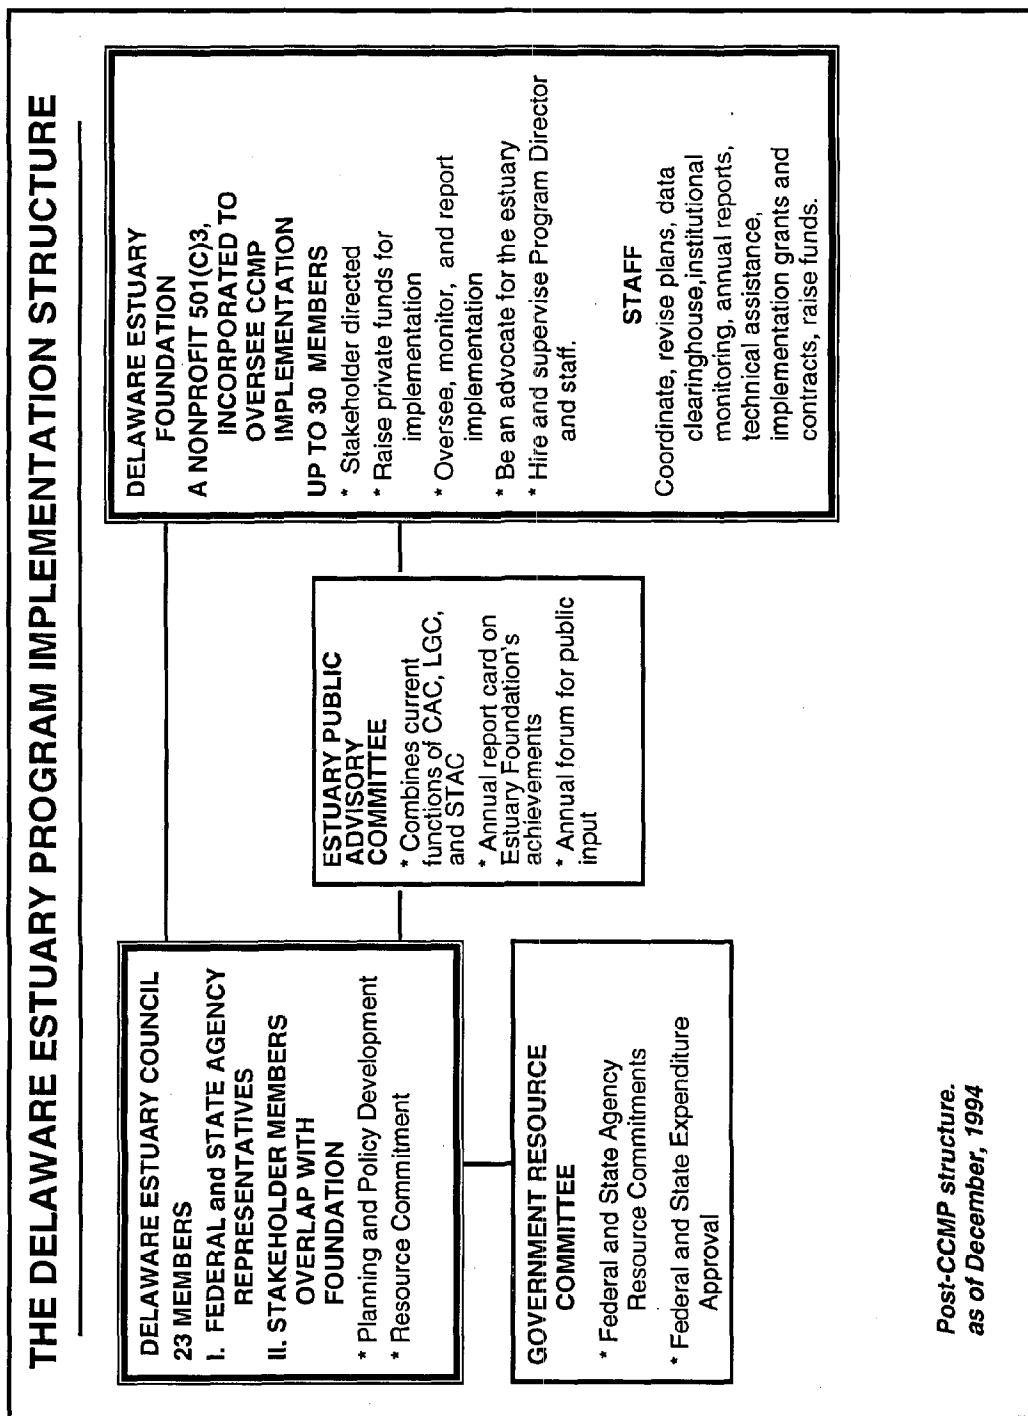 THE DELAWARE ESTUARY PROGRAM IMPLEMENTATION STRUCTURE
DELAWARE ESTUARY COUNCIL
23 MEMBERS
I. FEDERAL and STATE AGENCY
REPRESENTATIVES
II. STAKEHOLDER MEMBERS
OVERLAP WITH
FOUNDATION
* Planning and Policy Development
* Resource Commitment
GOVERNMENT RESOURCE
COMMITTEE
* Federal and State Agency
Resource Commitments
* Federal and State Expenditure
Approval
ESTUARY PUBLIC
ADVISORY
COMMITTEE
* Combines current
functions of CAC, LGC,
and STAC
* Annual report card on
Estuary Foundation's
achievements
* Annual forum for public
input
DELAWARE ESTUARY
FOUNDATION
A NONPROFIT 501(C)3,
INCORPORATED TO
OVERSEE CCMP
IMPLEMENTATION
UP TO 30 MEMBERS
* Stakeholder directed
* Raise private funds for
implementation
* Oversee, monitor, and report
implementation
* Be an advocate for the estuary
* Hire and supervise Program Director
and staff.
STAFF
Coordinate, revise plans, data
clearinghouse,institutional
monitoring, annual reports,
technical assistance,
implementation grants and
contracts, raise funds.
Post-CCMP structure.
as of December, 1994